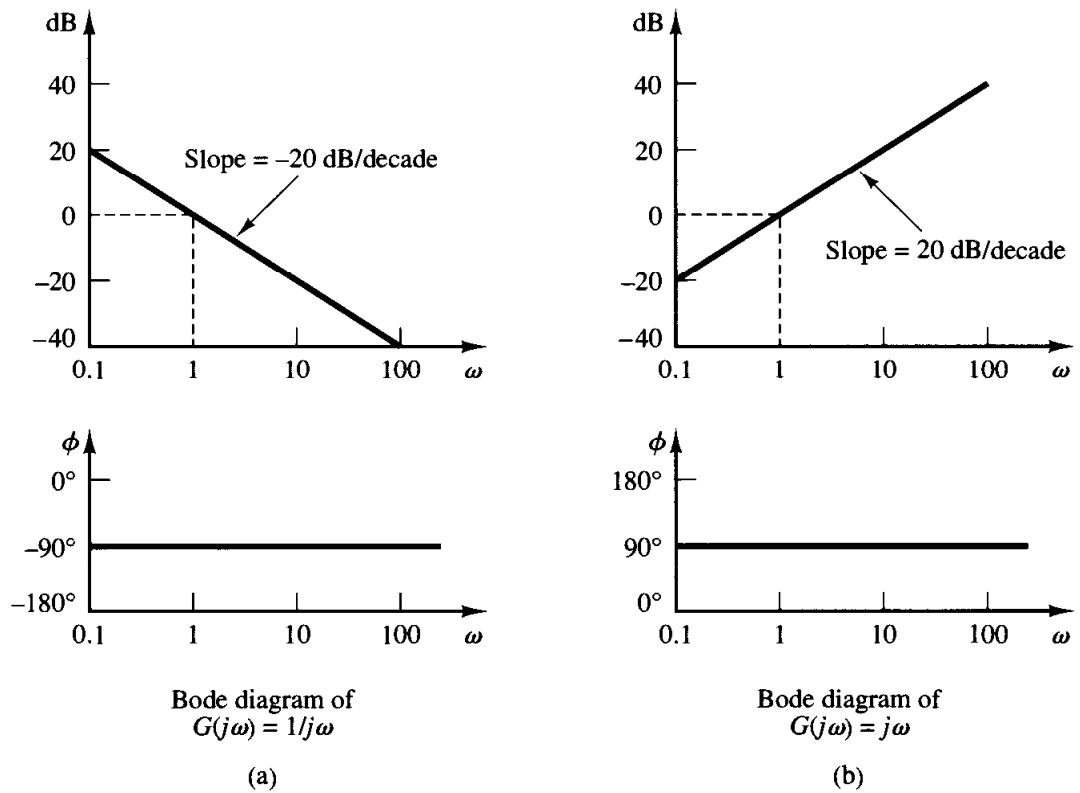 dB
40
20
0
−20
−40
Slope = −20 dB/decade
0.1 1 10 100 ω
ϕ
0°
−90°
−180°
0.1 1 10 100 ω
Bode diagram of
G(jω) = 1/jω
(a)
dB
40
20
0
−20
−40
Slope = 20 dB/decade
0.1 1 10 100 ω
ϕ
180°
90°
0°
0.1 1 10 100 ω
Bode diagram of
G(jω) = jω
(b)